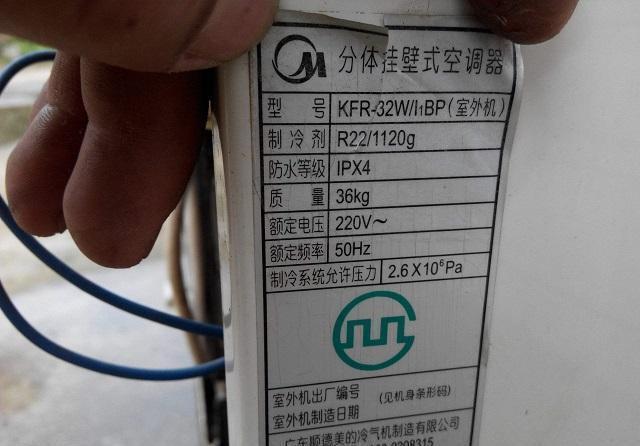 分体挂壁式空调器
型 号 KFR-32W/I₁BP(室外机)
制 冷 剂 R22/1120g
防水等级 IPX4
质 量 36kg
额定电压 220V～
额定频率 50Hz
制冷系统允许压力 2.6X10⁶Pa
室外机出厂编号 (见机身条形码)
室外机制造日期
广东顺德美的冷气机制造有限公司
2208315